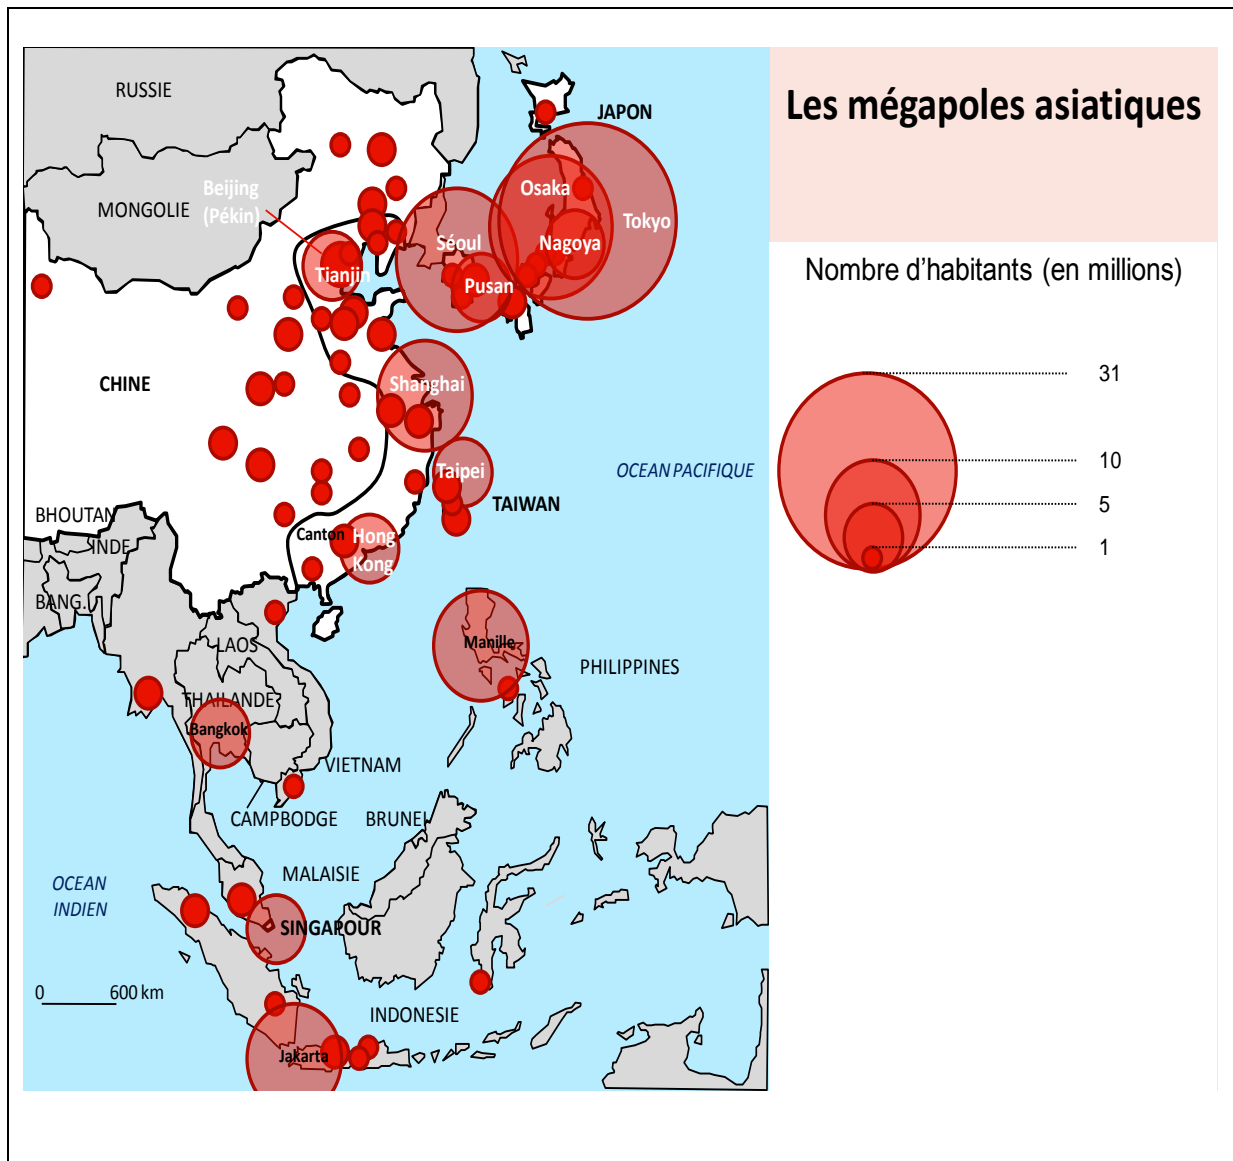 Les mégapoles asiatiques
Nombre d’habitants (en millions)
31
10
5
1
RUSSIE
JAPON
MONGOLIE
Beijing
(Pékin)
Osaka
Tokyo
Séoul
Nagoya
Tianjin
Pusan
CHINE
Shanghai
Taipei
OCEAN PACIFIQUE
TAIWAN
BHOUTAN
Canton
Hong
Kong
INDE
BANG.
LAOS
Manille
PHILIPPINES
THAILANDE
Bangkok
VIETNAM
CAMPBODGE
BRUNEI
MALAISIE
OCEAN
INDIEN
SINGAPOUR
0 600 km
INDONESIE
Jakarta